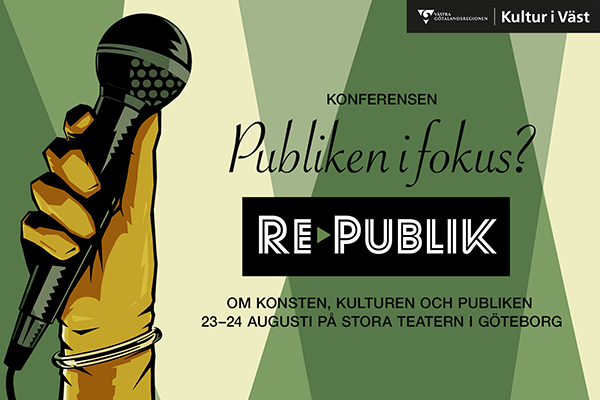 VÄSTRA
GÖTALANDSREGIONEN
Kultur i Väst
KONFERENSEN
Publiken i fokus?
RE PUBLIK
OM KONSTEN, KULTUREN OCH PUBLIKEN
23–24 AUGUSTI PÅ STORA TEATERN I GÖTEBORG